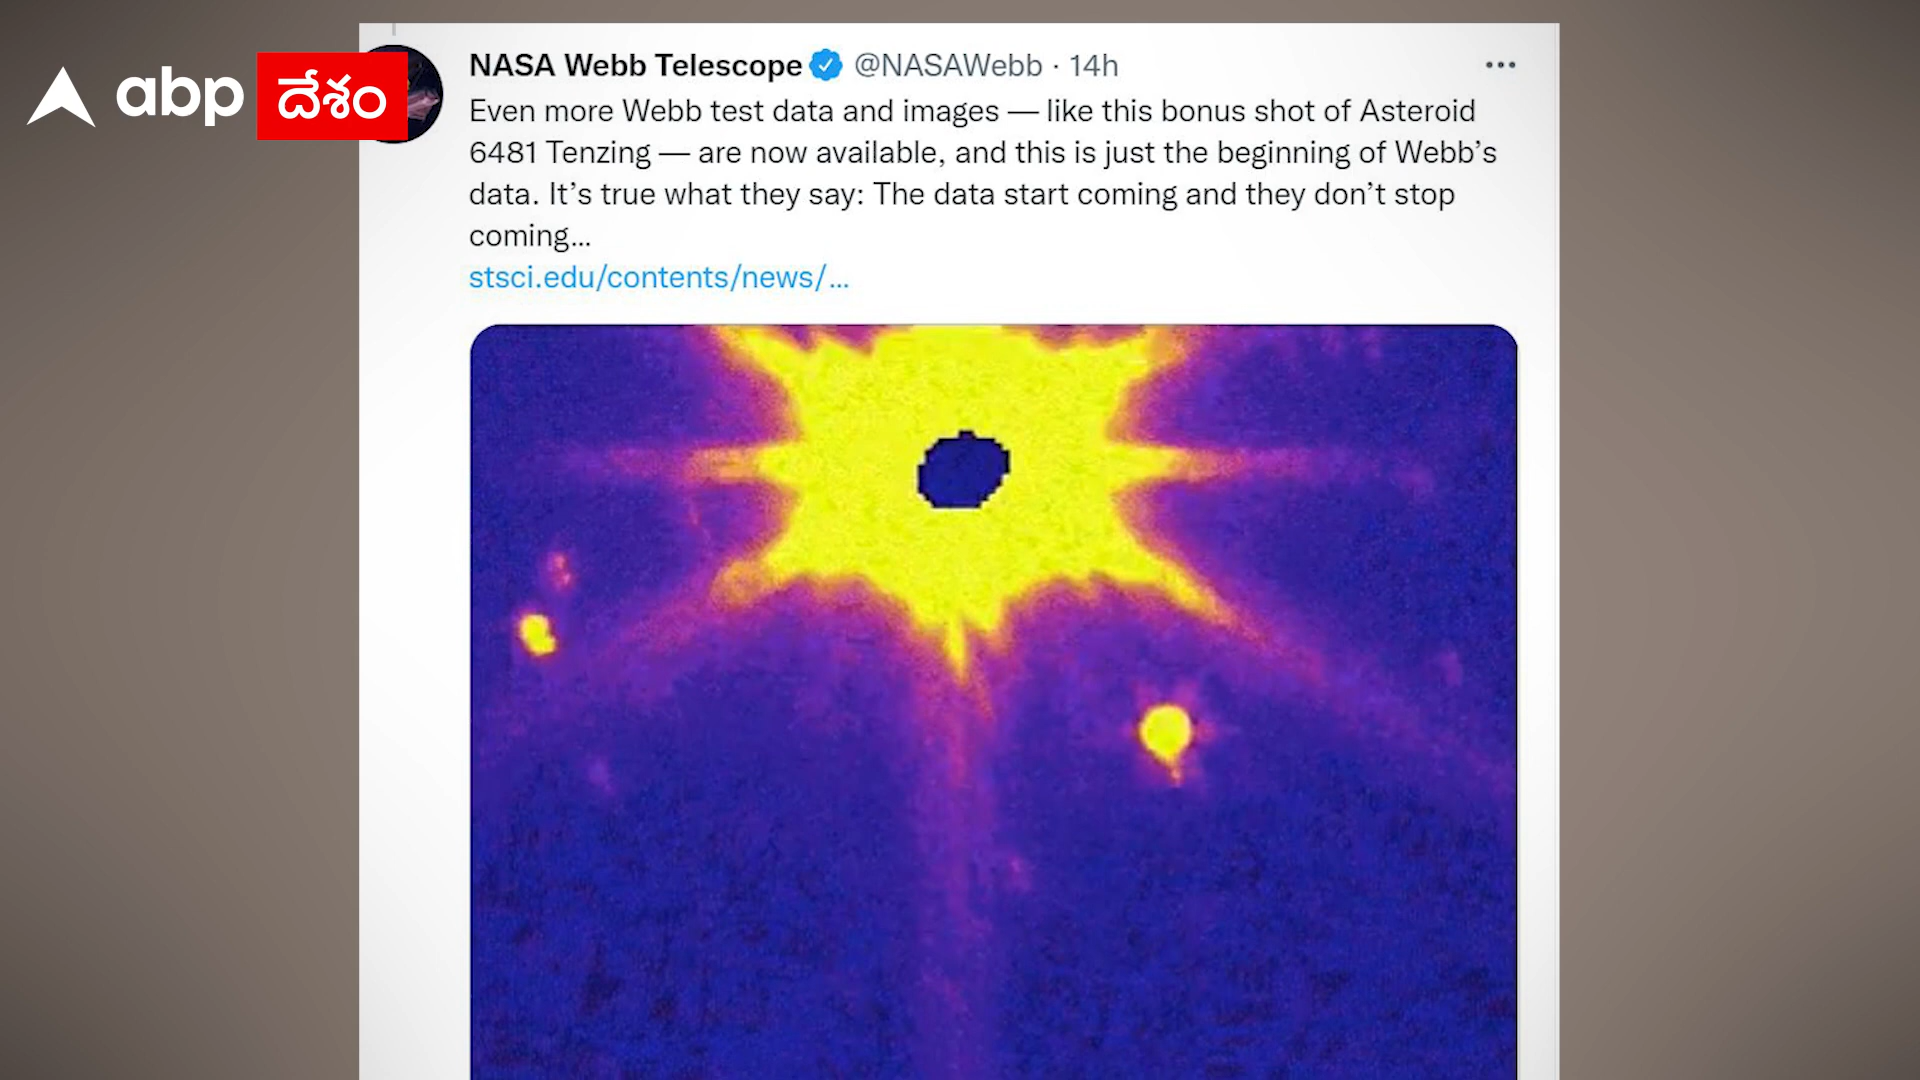 abp దేశం
NASA Webb Telescope @NASAWebb · 14h
Even more Webb test data and images — like this bonus shot of Asteroid
6481 Tenzing — are now available, and this is just the beginning of Webb’s
data. It’s true what they say: The data start coming and they don’t stop
coming...
stsci.edu/contents/news/...